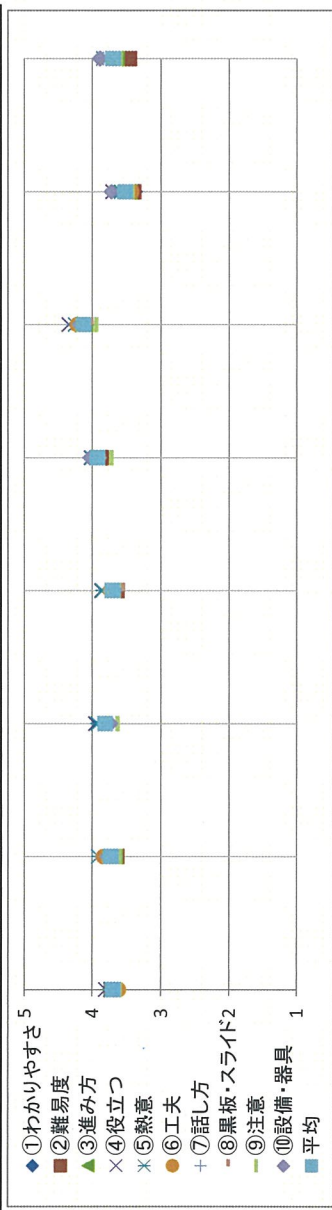 ①わかりやすさ
②難易度
③進み方
④役立つ
⑤熱意
⑥工夫
⑦話し方
⑧黒板・スライド
⑨注意
⑩設備・器具
平均
5
4
3
2
1